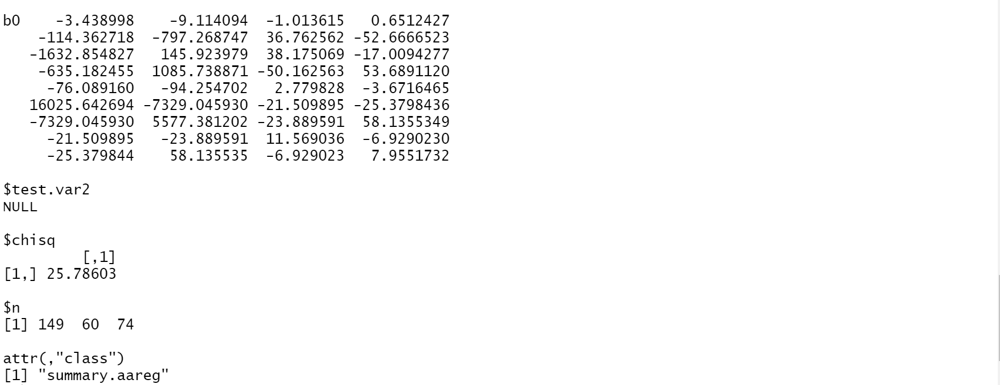 b0    -3.438998    -9.114094  -1.013615   0.6512427
    -114.362718  -797.268747  36.762562 -52.6666523
   -1632.854827   145.923979  38.175069 -17.0094277
    -635.182455  1085.738871 -50.162563  53.6891120
     -76.089160   -94.254702   2.779828  -3.6716465
   16025.642694 -7329.045930 -21.509895 -25.3798436
   -7329.045930  5577.381202 -23.889591  58.1355349
     -21.509895   -23.889591  11.569036  -6.9290230
     -25.379844    58.135535  -6.929023   7.9551732
$test.var2
NULL
$chisq
         [,1]
[1,] 25.78603
$n
[1] 149  60  74
attr(,"class")
[1] "summary.aareg"